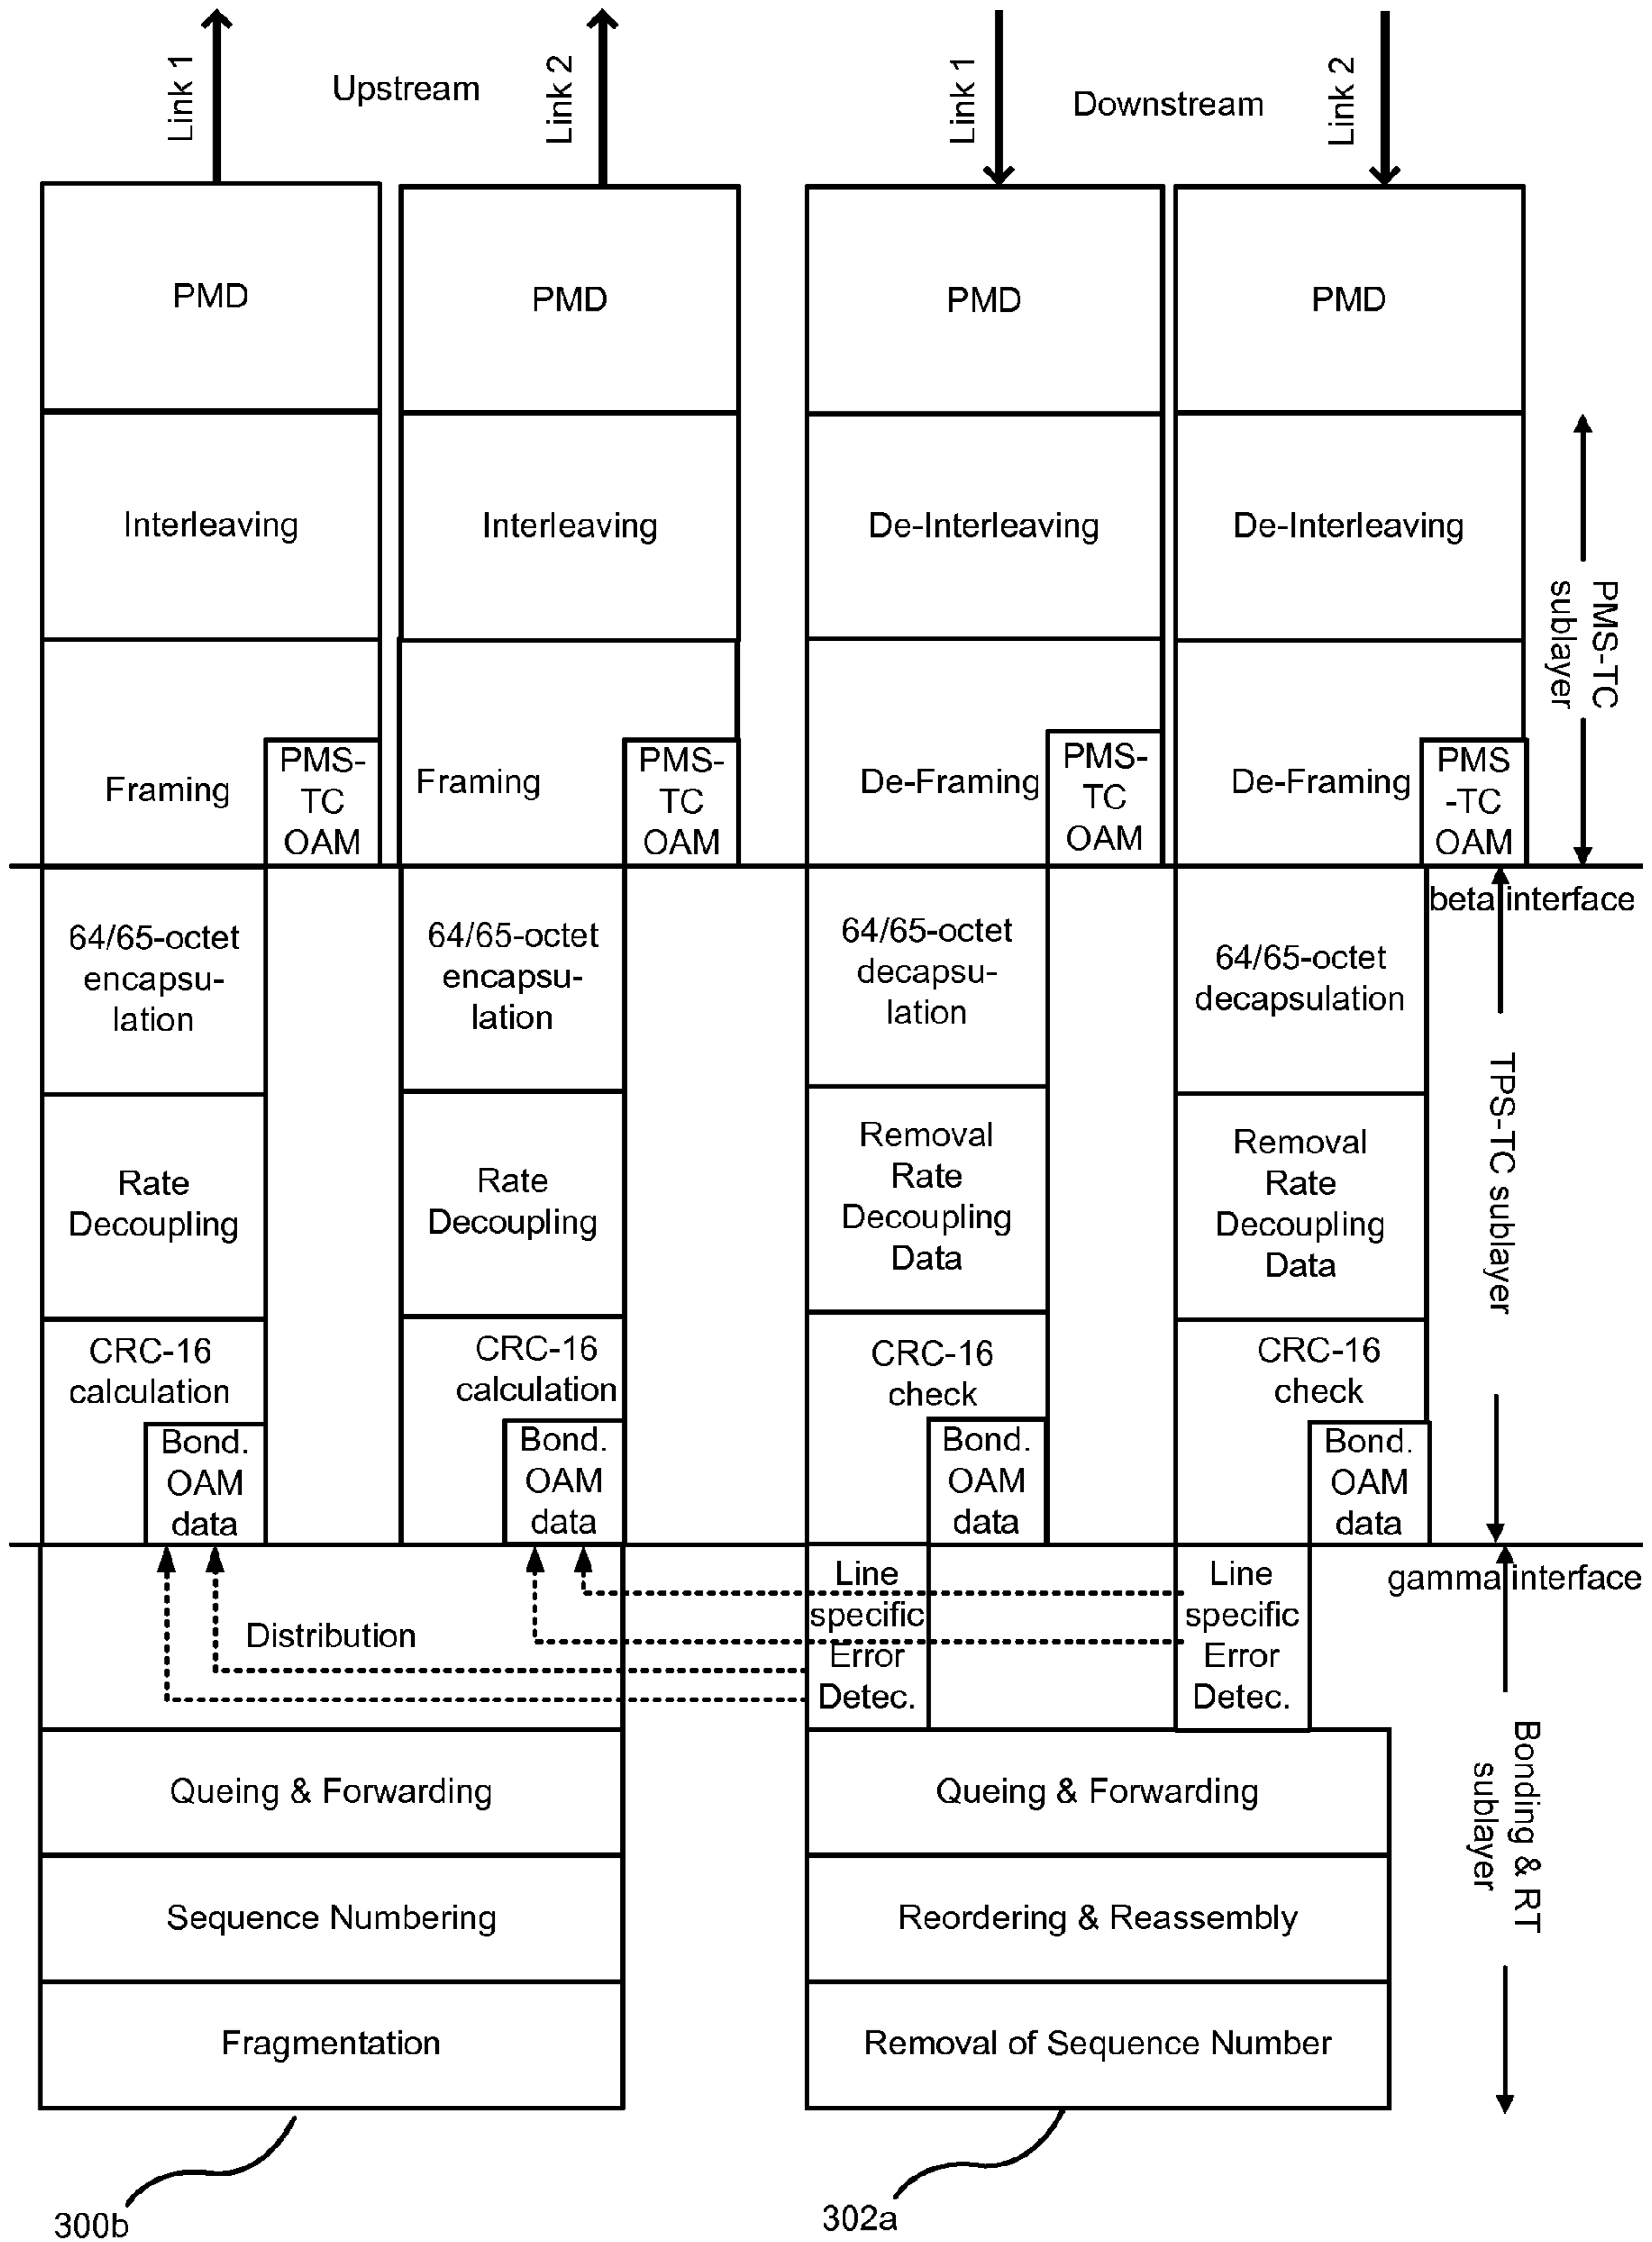 Link 1
Upstream
Link 2
Link 1
Downstream
Link 2
PMD
PMD
PMD
PMD
Interleaving
Interleaving
De-Interleaving
De-Interleaving
PMS-TC
sublayer
Framing
PMS-
TC
OAM
Framing
PMS-
TC
OAM
De-Framing
PMS-
TC
OAM
De-Framing
PMS
-TC
OAM
beta interface
64/65-octet
encapsu-
lation
64/65-octet
encapsu-
lation
64/65-octet
decapsu-
lation
64/65-octet
decapsulation
TPS-TC sublayer
Rate
Decoupling
Rate
Decoupling
Removal
Rate
Decoupling
Data
Removal
Rate
Decoupling
Data
CRC-16
calculation
Bond.
OAM
data
CRC-16
calculation
Bond.
OAM
data
CRC-16
check
Bond.
OAM
data
CRC-16
check
Bond.
OAM
data
gamma interface
Distribution
Line
specific
Error
Detec.
Line
specific
Error
Detec.
Bonding & RT
sublayer
Queing & Forwarding
Queing & Forwarding
Sequence Numbering
Reordering & Reassembly
Fragmentation
Removal of Sequence Number
300b
302a